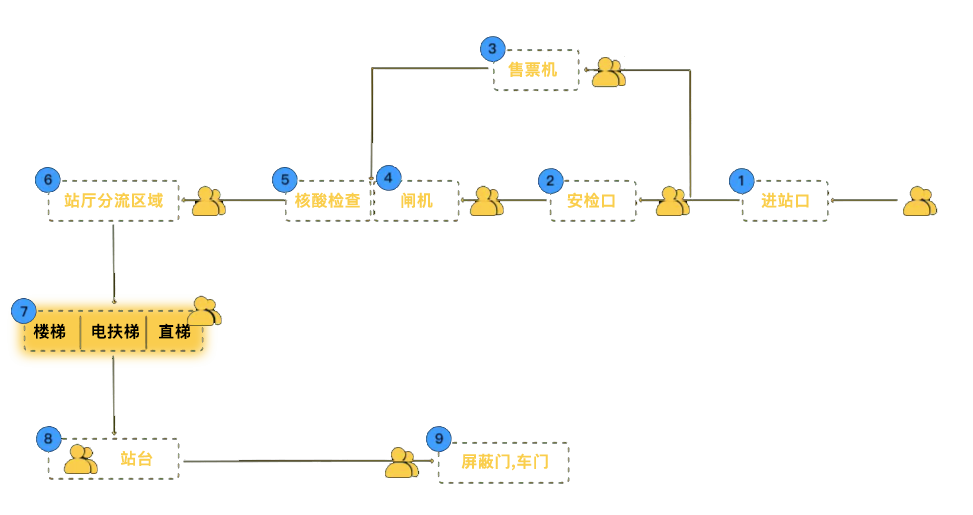 3
售票机
6
站厅分流区域
5
核酸检查
4
闸机
2
安检口
1
进站口
7
楼梯
电扶梯
直梯
8
站台
9
屏蔽门,车门